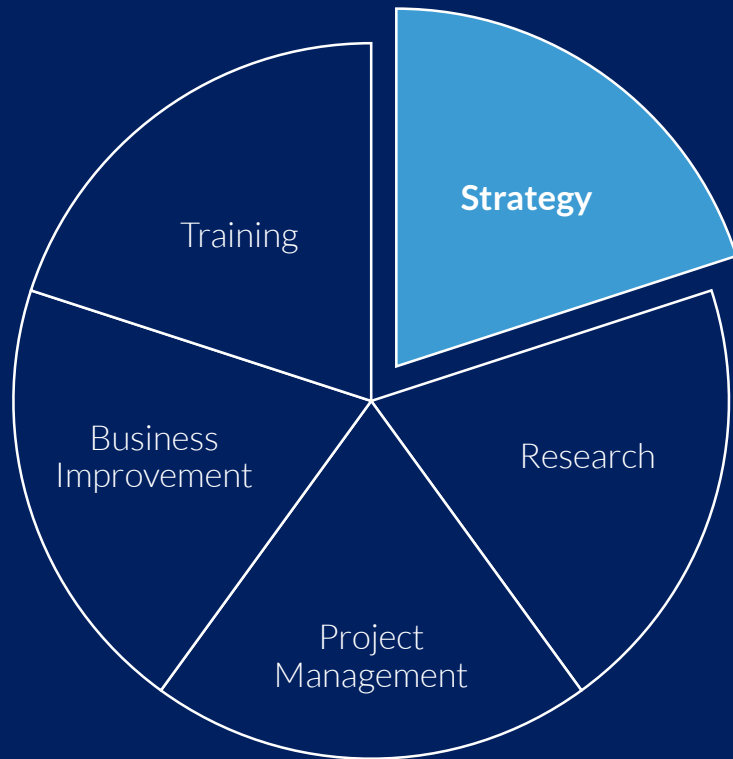 Strategy
Training
Business
Improvement
Research
Project
Management